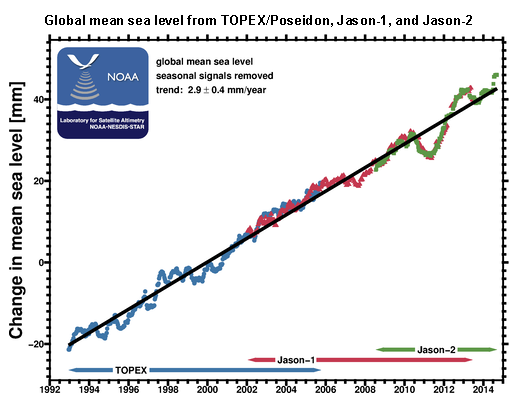 Global mean sea level from TOPEX/Poseidon, Jason-1, and Jason-2
NOAA
Laboratory for Satellite Altimetry
NOAA-NESDIS-STAR
global mean sea level
seasonal signals removed
trend: 2.9 ± 0.4 mm/year
Change in mean sea level [mm]
40
20
0
−20
TOPEX
Jason−1
Jason−2
1992 1994 1996 1998 2000 2002 2004 2006 2008 2010 2012 2014